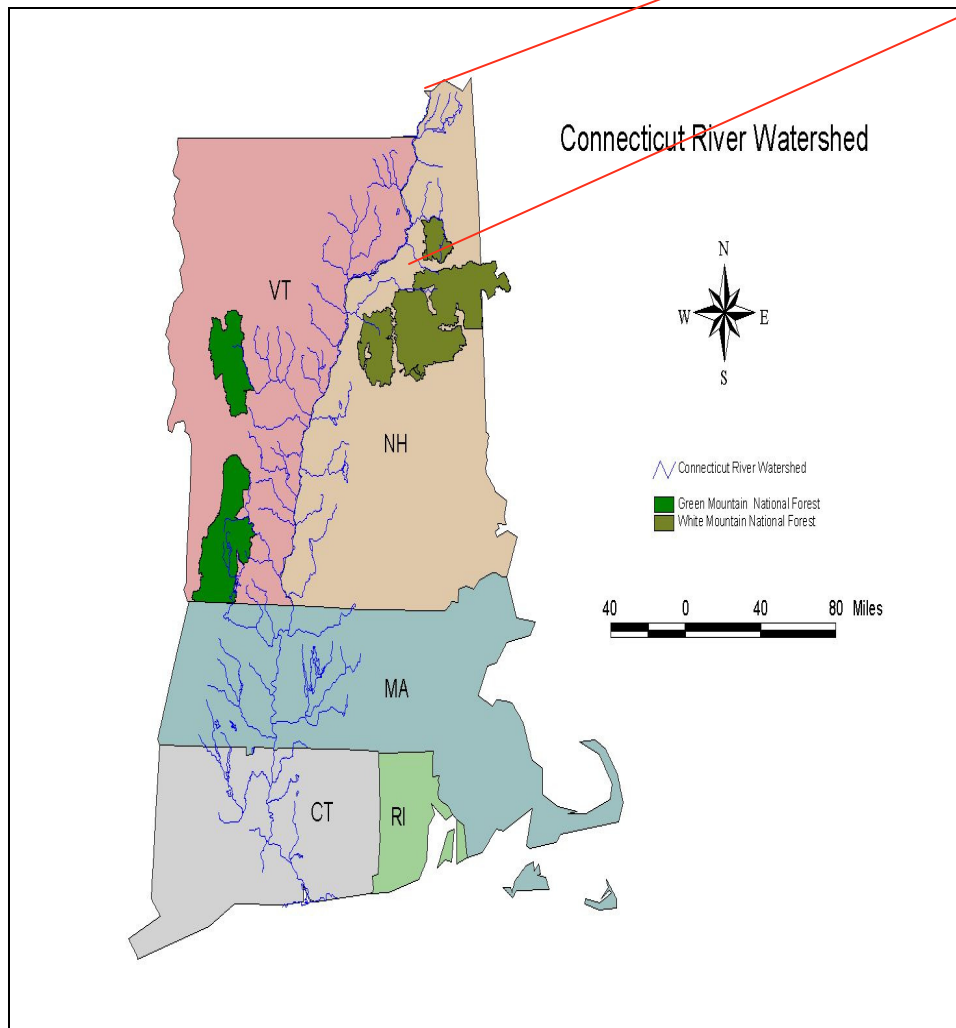 Connecticut River Watershed
N
W E
S
VT
NH
Connecticut River Watershed
Green Mountain National Forest
White Mountain National Forest
40 0 40 80 Miles
MA
CT
RI